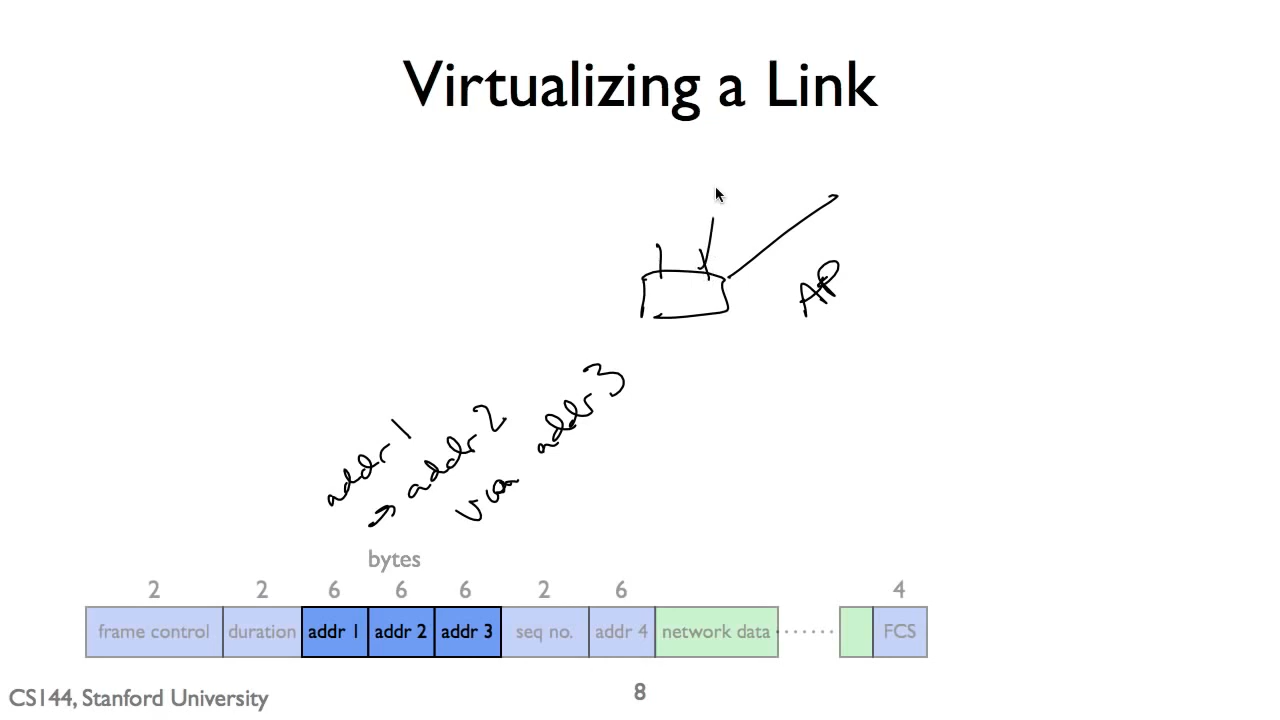 Virtualizing a Link
AP
addr 1
→ addr 2
via addr 3
bytes
2 2 6 6 6 2 6 4
frame control duration addr 1 addr 2 addr 3 seq no. addr 4 network data ....... FCS
CS144, Stanford University 8